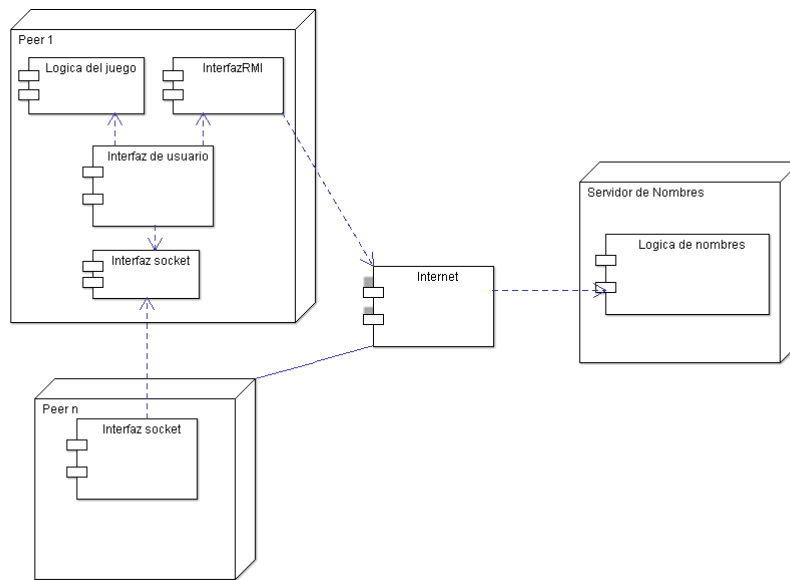 Peer 1
Logica del juego
InterfazRMI
Interfaz de usuario
Interfaz socket
Internet
Servidor de Nombres
Logica de nombres
Peer n
Interfaz socket